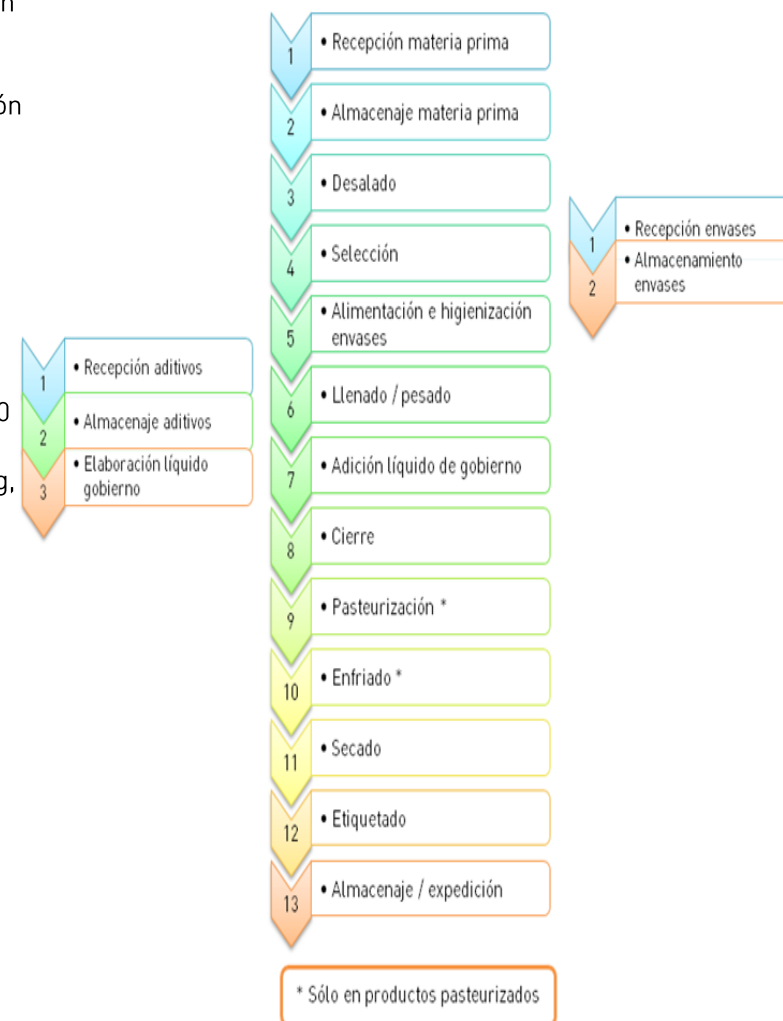 n
ón
0
g,
1
• Recepción materia prima
2
• Almacenaje materia prima
3
• Desalado
4
• Selección
5
• Alimentación e higienización
envases
6
• Llenado / pesado
7
• Adición líquido de gobierno
8
• Cierre
9
• Pasteurización *
10
• Enfriado *
11
• Secado
12
• Etiquetado
13
• Almacenaje / expedición
* Sólo en productos pasteurizados
1
• Recepción aditivos
2
• Almacenaje aditivos
3
• Elaboración líquido
gobierno
1
• Recepción envases
2
• Almacenamiento
envases